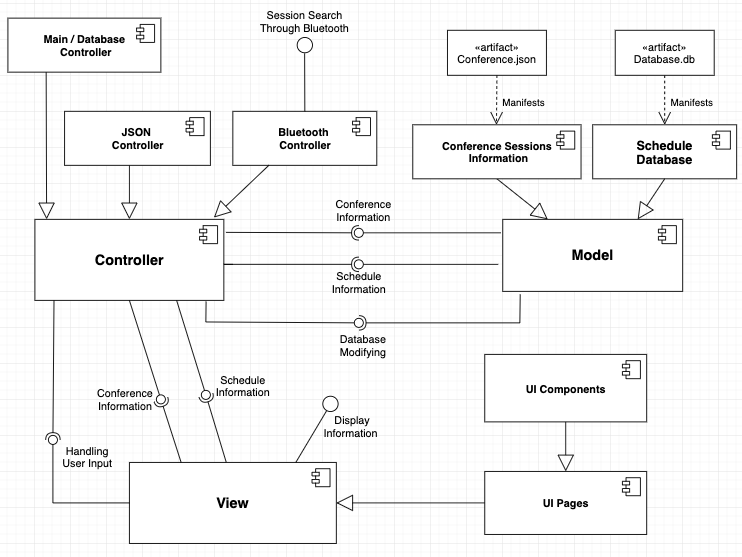 Session Search
Through Bluetooth
Main / Database
Controller
«artifact»
Conference.json
«artifact»
Database.db
Manifests
Manifests
JSON
Controller
Bluetooth
Controller
Conference Sessions
Information
Schedule
Database
Conference
Information
Controller
Model
Schedule
Information
Database
Modifying
Conference
Information
Schedule
Information
Display
Information
UI Components
Handling
User Input
View
UI Pages